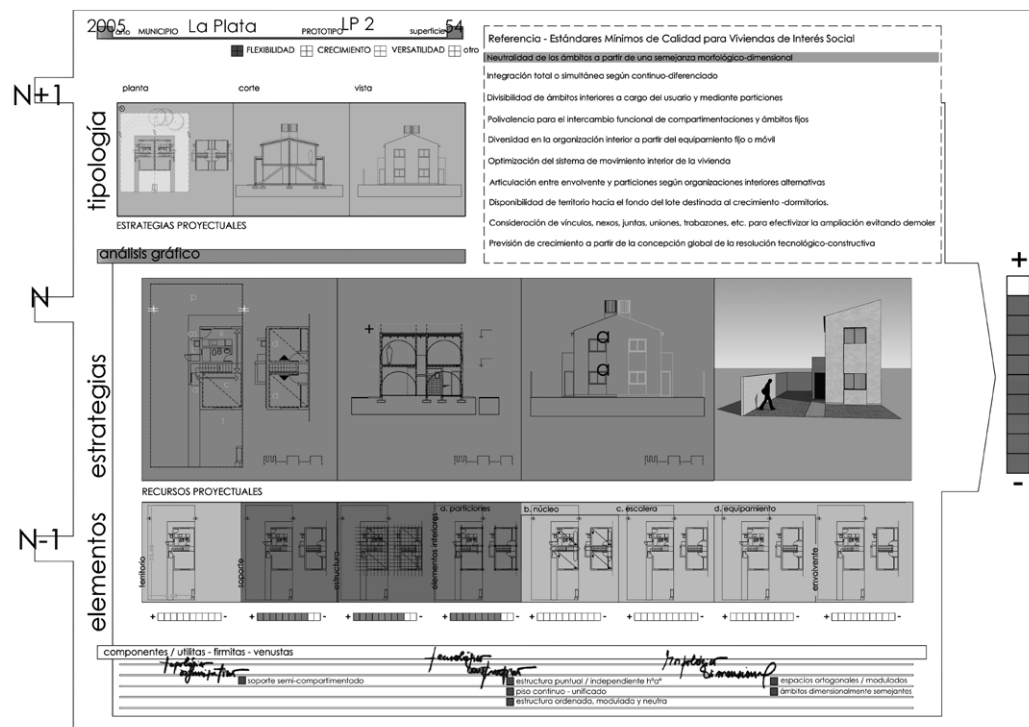 2005 año MUNICIPIO La Plata PROTOTIPO LP 2 superficie 54
FLEXIBILIDAD CRECIMIENTO VERSATILIDAD otro
Referencia - Estándares Mínimos de Calidad para Viviendas de Interés Social
Neutralidad de los ámbitos a partir de una semejanza morfológico-dimensional
Integración total o simultánea según continuo-diferenciado
Divisibilidad de ámbitos interiores a cargo del usuario y mediante particiones
Polivalencia para el intercambio funcional de compartimentaciones y ámbitos fijos
Diversidad en la organización interior a partir del equipamiento fijo o móvil
Optimización del sistema de movimiento interior de la vivienda
Articulación entre envolvente y particiones según organizaciones interiores alternativas
Disponibilidad de territorio hacia el fondo del lote destinada al crecimiento -dormitorios.
Consideración de vínculos, nexos, juntas, uniones, trabazones, etc. para efectivizar la ampliación evitando demoler
Previsión de crecimiento a partir de la concepción global de la resolución tecnológico-constructiva
N+1
tipología
planta corte vista
ESTRATEGIAS PROYECTUALES
análisis gráfico
N
estrategias
+
+
-
RECURSOS PROYECTUALES
N-1
elementos
territorio
soporte
estructura
elementos interiores
a. particiones b. núcleo c. escalera d. equipamiento
envolvente
+ - + - + - + - + - + - + - + -
componentes / utilitas - firmitas - venustas
topológico organizativa
tecnológico constructivo
tipológico dimensional
soporte semi-compartimentado
estructura puntual / independiente hºaº
piso continuo - unificado
estructura ordenada, modulada y neutra
espacios ortogonales / modulados
ámbitos dimensionalmente semejantes